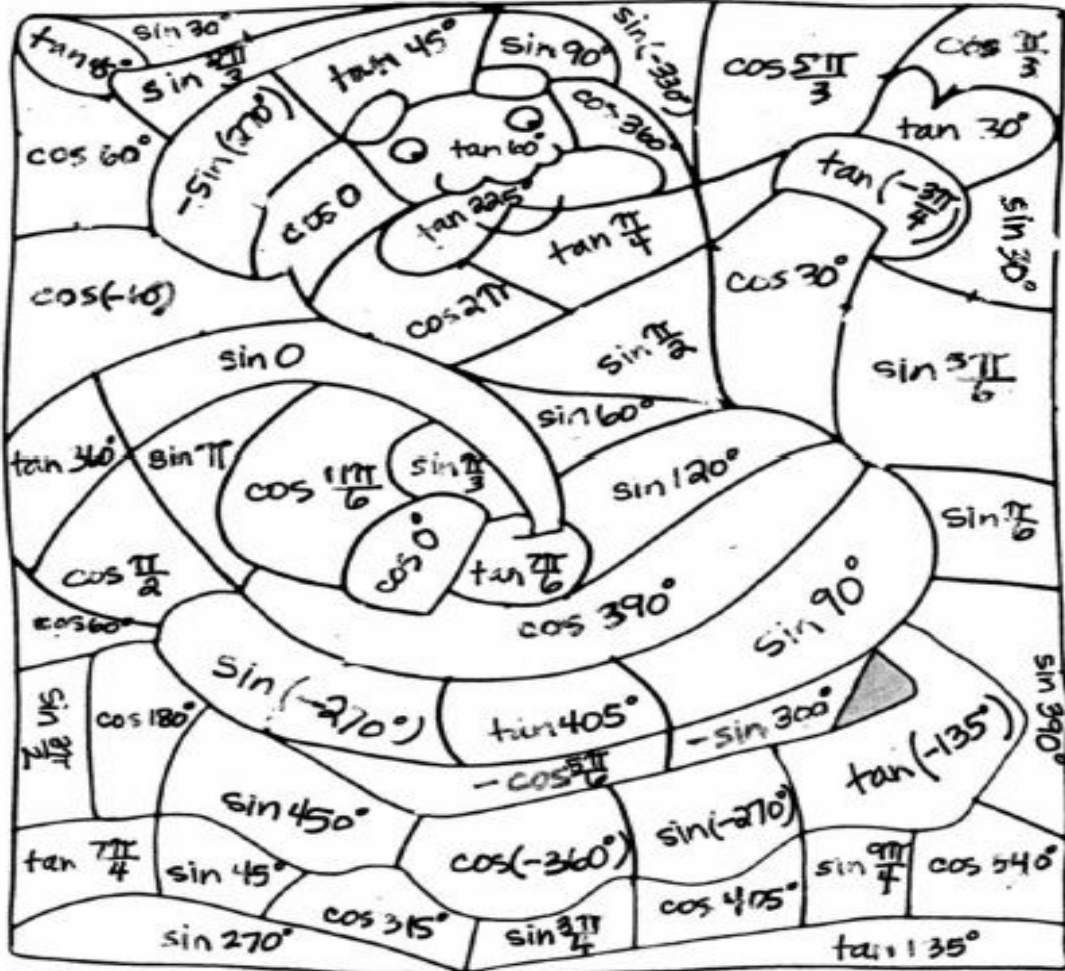 sin 30°
sin(-330°)
cos 5π/3
cos π/3
tan 45°
sin 90°
tan 30°
cos 60°
-sin(270°)
tan 60°
cos 360°
tan(-3π/4)
cos 0
tan 225°
tan π/4
sin 30°
cos(-60)
cos 2π
cos 30°
sin 0
sin π/2
sin 60°
tan 360°
sin π
cos 11π/6
sin π/3
sin 120°
sin π/6
cos π/2
cos 0°
tan 7π/6
cos 390°
sin 90°
cos 60°
sin 390°
sin 3π/2
cos 180°
sin(-270°)
tan 405°
-sin 300°
tan(-135°)
-cos 5π/6
sin 450°
cos(-360°)
sin(-270°)
tan 7π/4
sin 45°
cos 315°
sin 3π/4
cos 405°
sin 9π/4
cos 540°
sin 270°
tan 135°